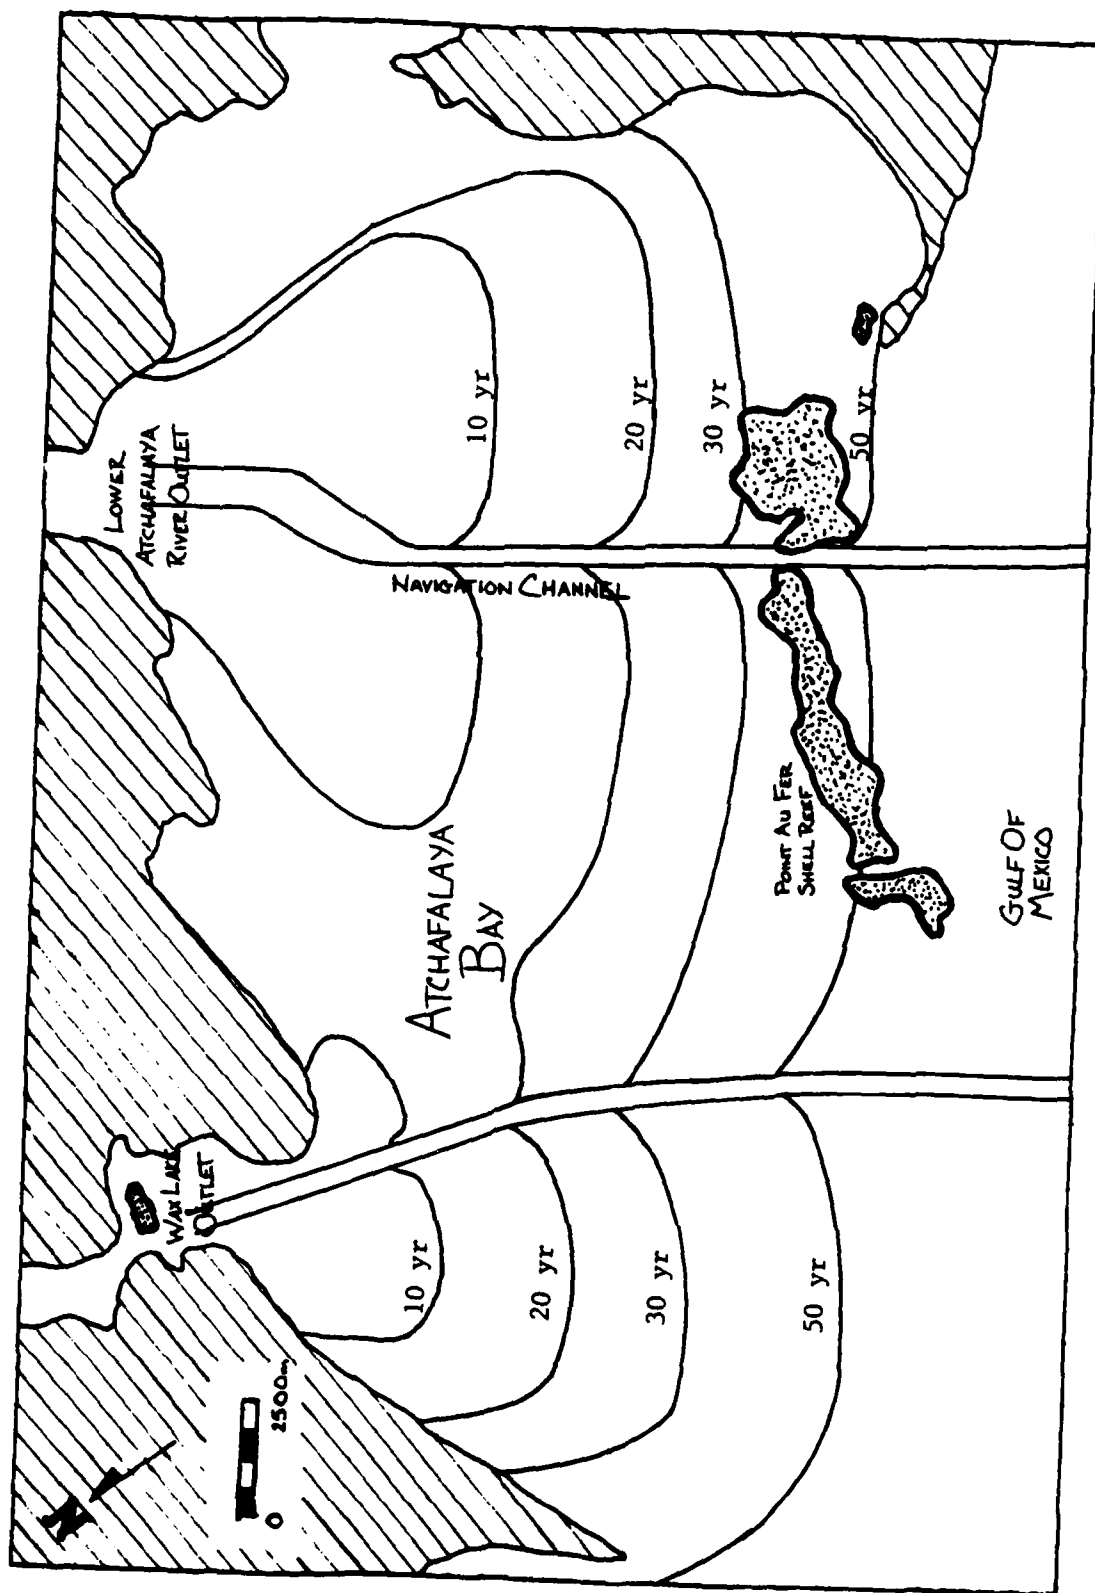 LOWER
ATCHAFALAYA
RIVER OUTLET
10 yr
20 yr
30 yr
50 yr
NAVIGATION CHANNEL
POINT AU FER
SHELL REEF
GULF OF
MEXICO
ATCHAFALAYA
BAY
WAX LAKE
OUTLET
10 yr
20 yr
30 yr
50 yr
0
2500m
N